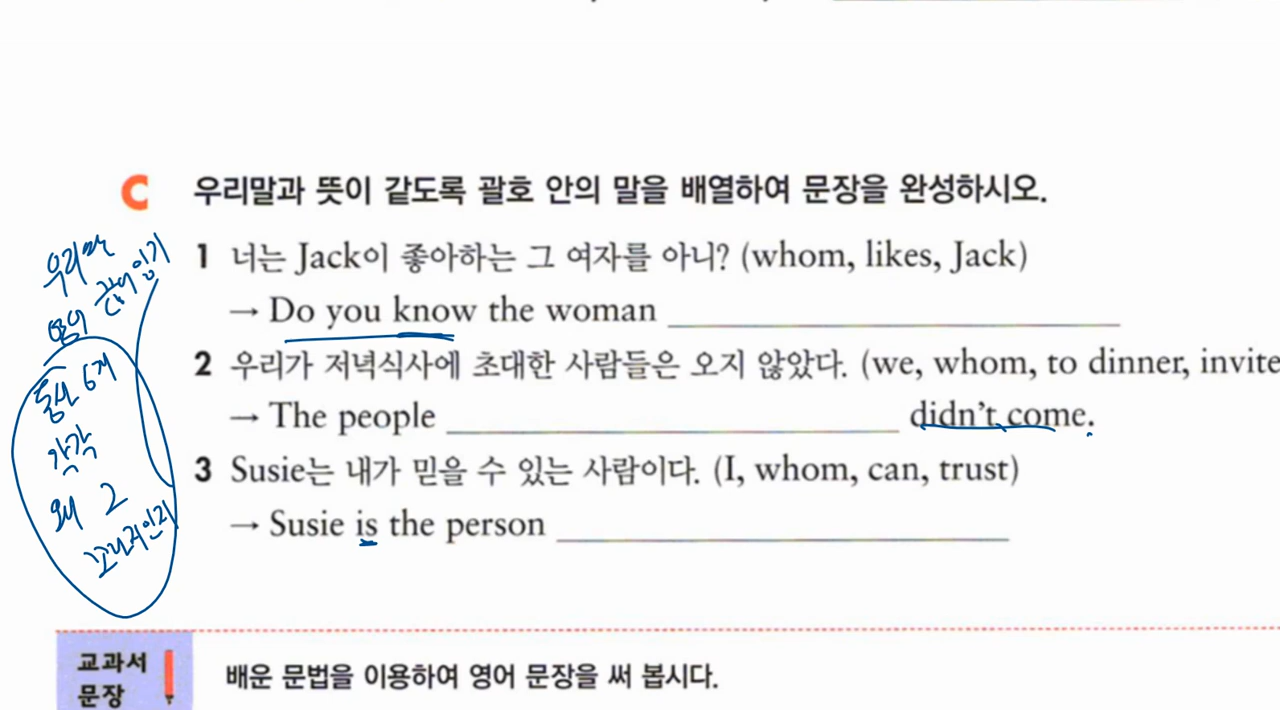 C 우리말과 뜻이 같도록 괄호 안의 말을 배열하여 문장을 완성하시오.
1 너는 Jack이 좋아하는 그 여자를 아니? (whom, likes, Jack)
→ Do you know the woman
2 우리가 저녁식사에 초대한 사람들은 오지 않았다. (we, whom, to dinner, invite
→ The people didn't come.
3 Susie는 내가 믿을 수 있는 사람이다. (I, whom, can, trust)
→ Susie is the person
동사 6개
각각
왜 2
교과서
문장
배운 문법을 이용하여 영어 문장을 써 봅시다.